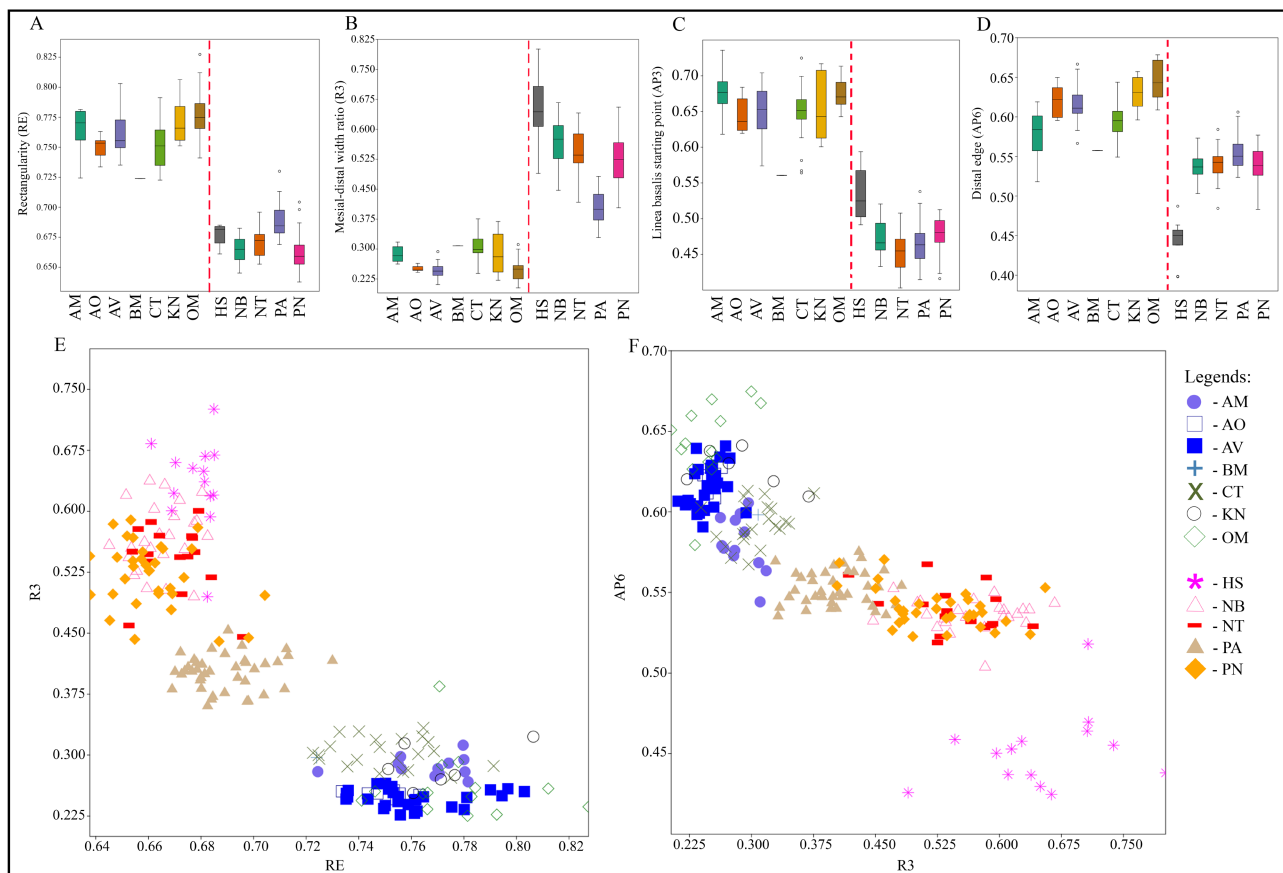 A
Rectangularity (RE)
0.825
0.800
0.775
0.750
0.725
0.700
0.675
0.650
AM
AO
AV
BM
CT
KN
OM
HS
NB
NT
PA
PN
B
Mesial-distal width ratio (R3)
0.825
0.750
0.675
0.600
0.525
0.450
0.375
0.300
0.225
AM
AO
AV
BM
CT
KN
OM
HS
NB
NT
PA
PN
C
Linea basalis starting point (AP3)
0.70
0.65
0.60
0.55
0.50
0.45
AM
AO
AV
BM
CT
KN
OM
HS
NB
NT
PA
PN
D
Distal edge (AP6)
0.70
0.65
0.60
0.55
0.50
0.45
0.40
AM
AO
AV
BM
CT
KN
OM
HS
NB
NT
PA
PN
E
R3
0.750
0.675
0.600
0.525
0.450
0.375
0.300
0.225
0.64 0.66 0.68 0.70 0.72 0.74 0.76 0.78 0.80 0.82
RE
F
AP6
0.70
0.65
0.60
0.55
0.50
0.45
0.225 0.300 0.375 0.450 0.525 0.600 0.675 0.750
R3
Legends:
- AM
- AO
- AV
- BM
- CT
- KN
- OM
- HS
- NB
- NT
- PA
- PN